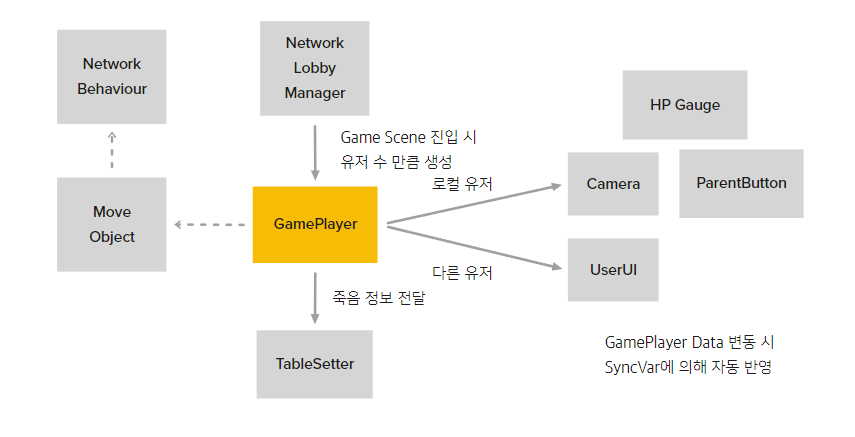 Network
Behaviour
Network
Lobby
Manager
HP Gauge
Game Scene 진입 시
유저 수 만큼 생성
로컬 유저
Camera
ParentButton
Move
Object
GamePlayer
다른 유저
UserUI
죽음 정보 전달
TableSetter
GamePlayer Data 변동 시
SyncVar에 의해 자동 반영